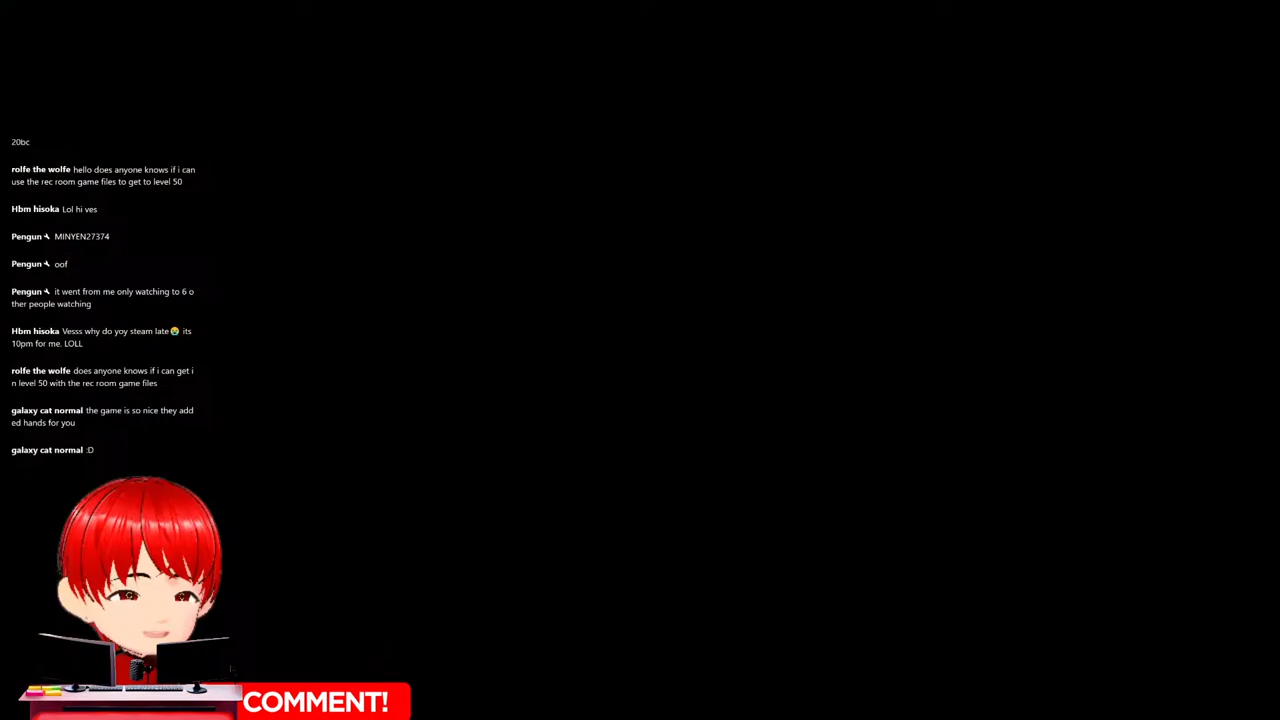 20bc
rolfe the wolfe hello does anyone knows if i can
use the rec room game files to get to level 50
Hbm hisoka Lol hi ves
Pengun MINYEN27374
Pengun oof
Pengun it went from me only watching to 6 o
ther people watching
Hbm hisoka Vesss why do yoy steam late😭 its
10pm for me. LOLL
rolfe the wolfe does anyone knows if i can get i
n level 50 with the rec room game files
galaxy cat normal the game is so nice they add
ed hands for you
galaxy cat normal :D
COMMENT!